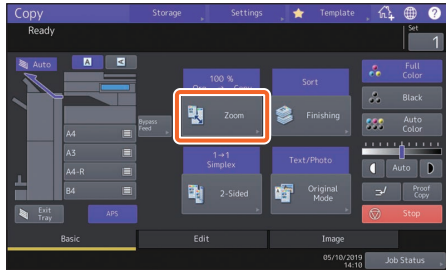 Copy
Storage
Settings
Template
?
Ready
Set
1
Auto
A
A
100 %
Sort
Full
Color
Black
Auto
Color
Bypass
Feed
Zoom
Finishing
A4
A3
A4-R
B4
1→1
Simplex
Text/Photo
2-Sided
Original
Mode
Auto
Proof
Copy
Exit
Tray
APS
Stop
Basic
Edit
Image
05/10/2019
14:10
Job Status